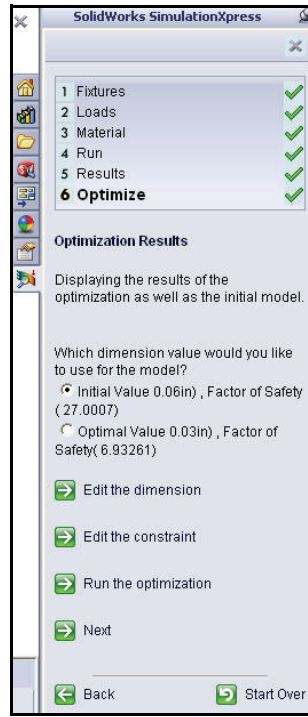 SolidWorks SimulationXpress
1 Fixtures
2 Loads
3 Material
4 Run
5 Results
6 Optimize
Optimization Results
Displaying the results of the
optimization as well as the initial model.
Which dimension value would you like
to use for the model?
Initial Value 0.06in) , Factor of Safety
( 27.0007)
Optimal Value 0.03in) , Factor of
Safety( 6.93261)
Edit the dimension
Edit the constraint
Run the optimization
Next
Back
Start Over